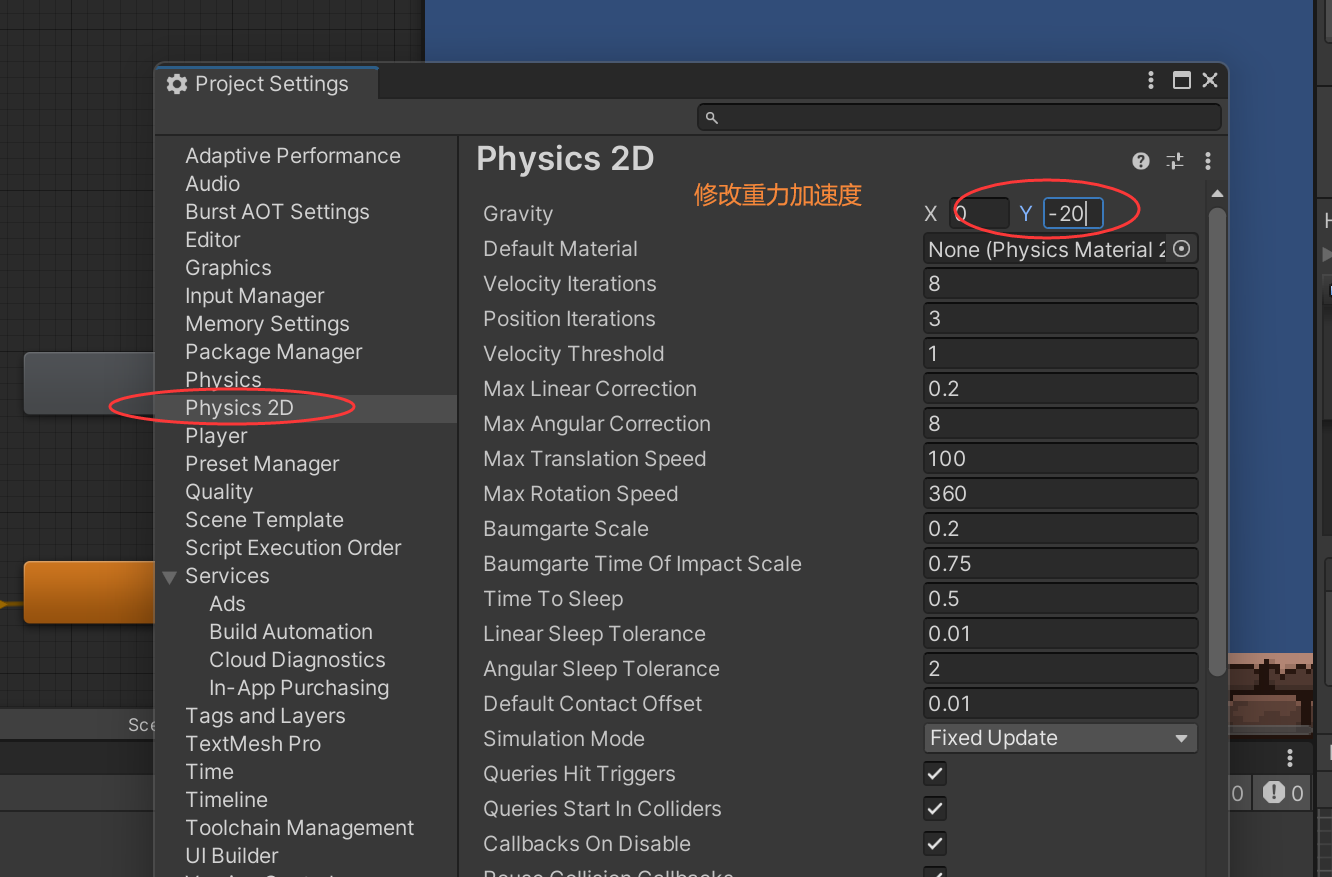 Project Settings
Adaptive Performance
Audio
Burst AOT Settings
Editor
Graphics
Input Manager
Memory Settings
Package Manager
Physics
Physics 2D
Player
Preset Manager
Quality
Scene Template
Script Execution Order
Services
Ads
Build Automation
Cloud Diagnostics
In-App Purchasing
Tags and Layers
TextMesh Pro
Time
Timeline
Toolchain Management
UI Builder
Physics 2D
修改重力加速度
Gravity X 0 Y -20
Default Material None (Physics Material 2
Velocity Iterations 8
Position Iterations 3
Velocity Threshold 1
Max Linear Correction 0.2
Max Angular Correction 8
Max Translation Speed 100
Max Rotation Speed 360
Baumgarte Scale 0.2
Baumgarte Time Of Impact Scale 0.75
Time To Sleep 0.5
Linear Sleep Tolerance 0.01
Angular Sleep Tolerance 2
Default Contact Offset 0.01
Simulation Mode Fixed Update
Queries Hit Triggers
Queries Start In Colliders
Callbacks On Disable
Reuse Collision Callbacks
Sce
0 0